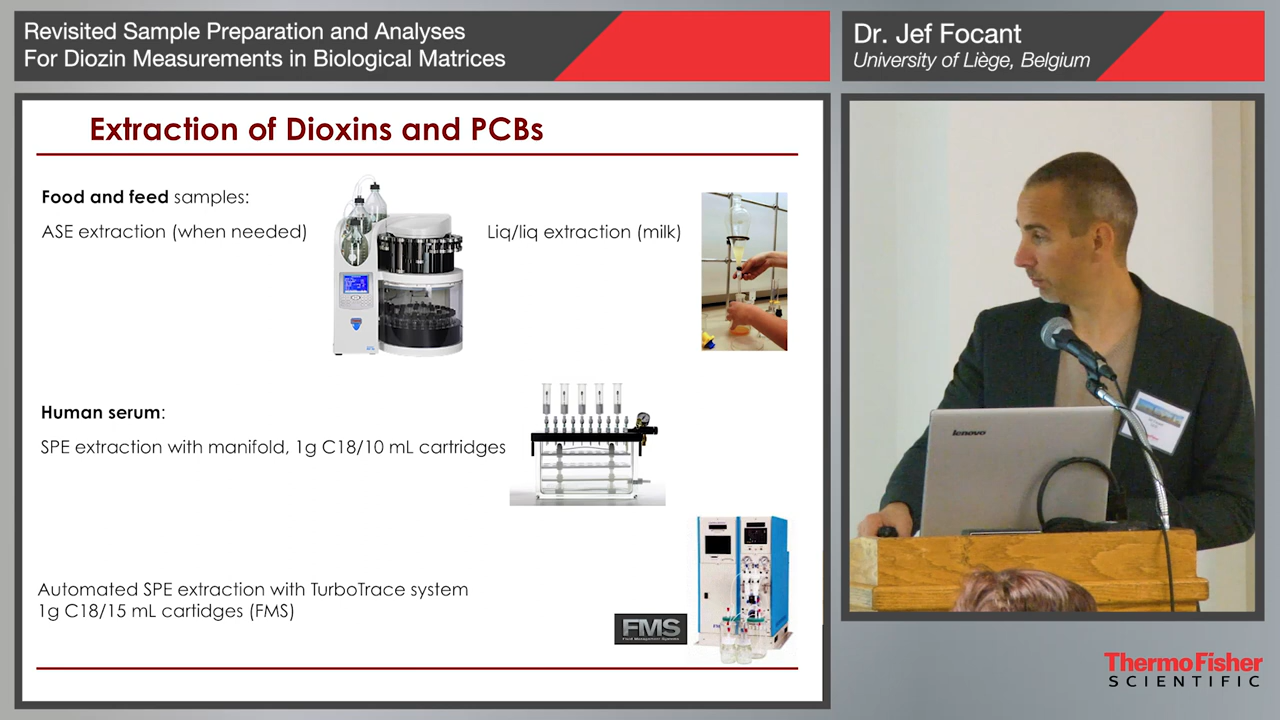 Revisited Sample Preparation and Analyses
For Diozin Measurements in Biological Matrices
Dr. Jef Focant
University of Liège, Belgium
Extraction of Dioxins and PCBs
Food and feed samples:
ASE extraction (when needed)
Liq/liq extraction (milk)
Human serum:
SPE extraction with manifold, 1g C18/10 mL cartridges
Automated SPE extraction with TurboTrace system
1g C18/15 mL cartidges (FMS)
FMS
lenovo
ThermoFisher
SCIENTIFIC